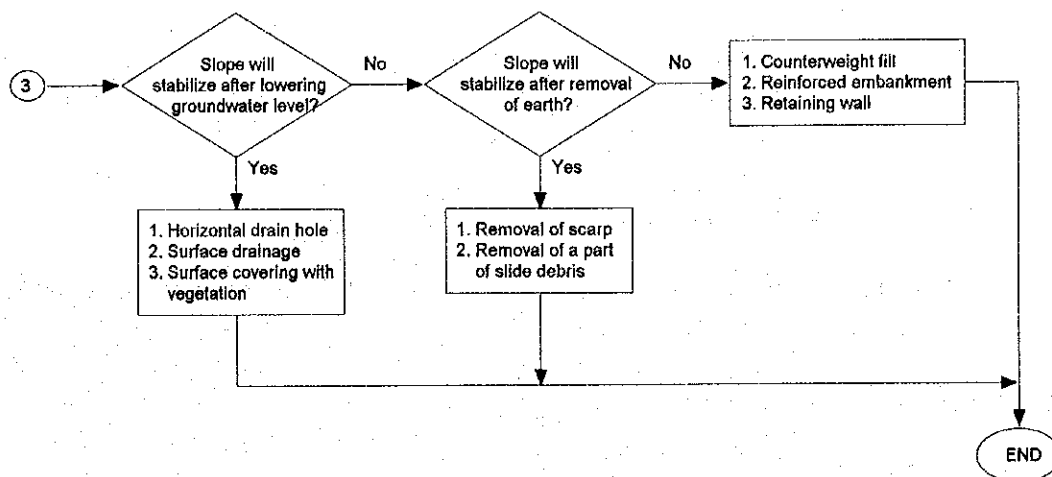 3
Slope will
stabilize after lowering
groundwater level?
No
Slope will
stabilize after removal
of earth?
No
1. Counterweight fill
2. Reinforced embankment
3. Retaining wall
Yes
Yes
1. Horizontal drain hole
2. Surface drainage
3. Surface covering with
vegetation
1. Removal of scarp
2. Removal of a part
of slide debris
END